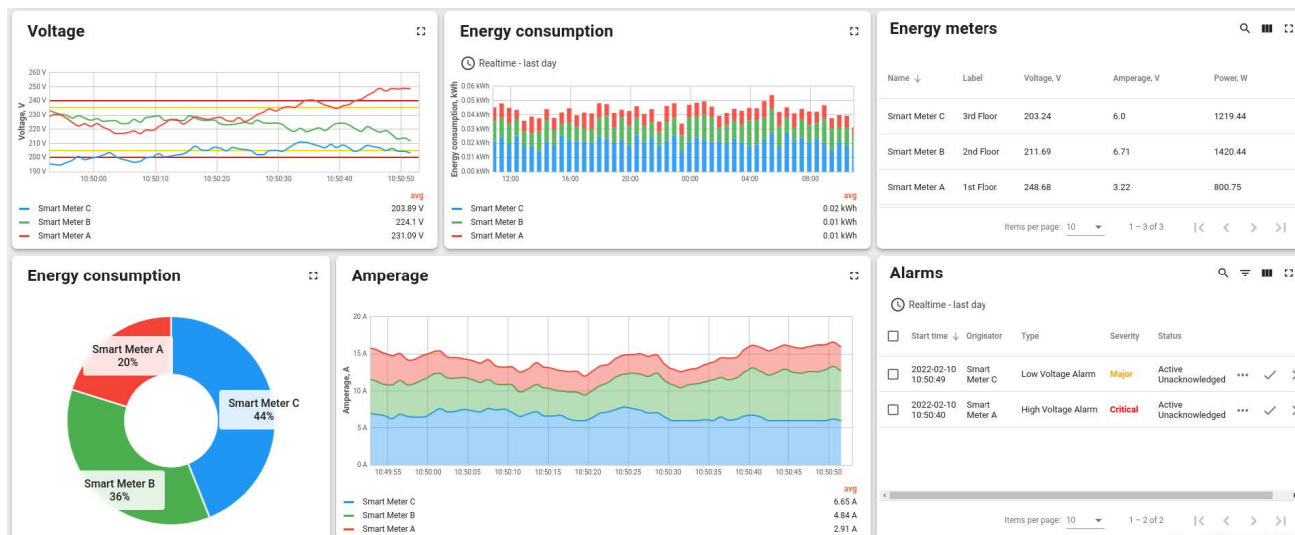 Voltage
260 V
250 V
240 V
230 V
220 V
210 V
200 V
190 V
Voltage, V
10:50:00 10:50:10 10:50:20 10:50:30 10:50:40 10:50:50
avg
Smart Meter C 203.89 V
Smart Meter B 224.1 V
Smart Meter A 231.09 V
Energy consumption
Realtime - last day
0.06 kWh
0.05 kWh
0.04 kWh
0.03 kWh
0.02 kWh
0.01 kWh
0.00 kWh
Energy consumption, kWh
12:00 16:00 20:00 00:00 04:00 08:00
avg
Smart Meter C 0.02 kWh
Smart Meter B 0.01 kWh
Smart Meter A 0.01 kWh
Energy meters
Name Label Voltage, V Amperage, V Power, W
Smart Meter C 3rd Floor 203.24 6.0 1219.44
Smart Meter B 2nd Floor 211.69 6.71 1420.44
Smart Meter A 1st Floor 248.68 3.22 800.75
Items per page: 10 1 – 3 of 3
Energy consumption
Smart Meter A
20%
Smart Meter C
44%
Smart Meter B
36%
Amperage
20 A
15 A
10 A
5 A
0 A
Amperage, A
10:49:55 10:50:00 10:50:05 10:50:10 10:50:15 10:50:20 10:50:25 10:50:30 10:50:35 10:50:40 10:50:45 10:50:50
avg
Smart Meter C 6.65 A
Smart Meter B 4.84 A
Smart Meter A 2.91 A
Alarms
Realtime - last day
Start time Originator Type Severity Status
2022-02-10 10:50:49 Smart Meter C Low Voltage Alarm Major Active Unacknowledged
2022-02-10 10:50:40 Smart Meter A High Voltage Alarm Critical Active Unacknowledged
Items per page: 10 1 – 2 of 2